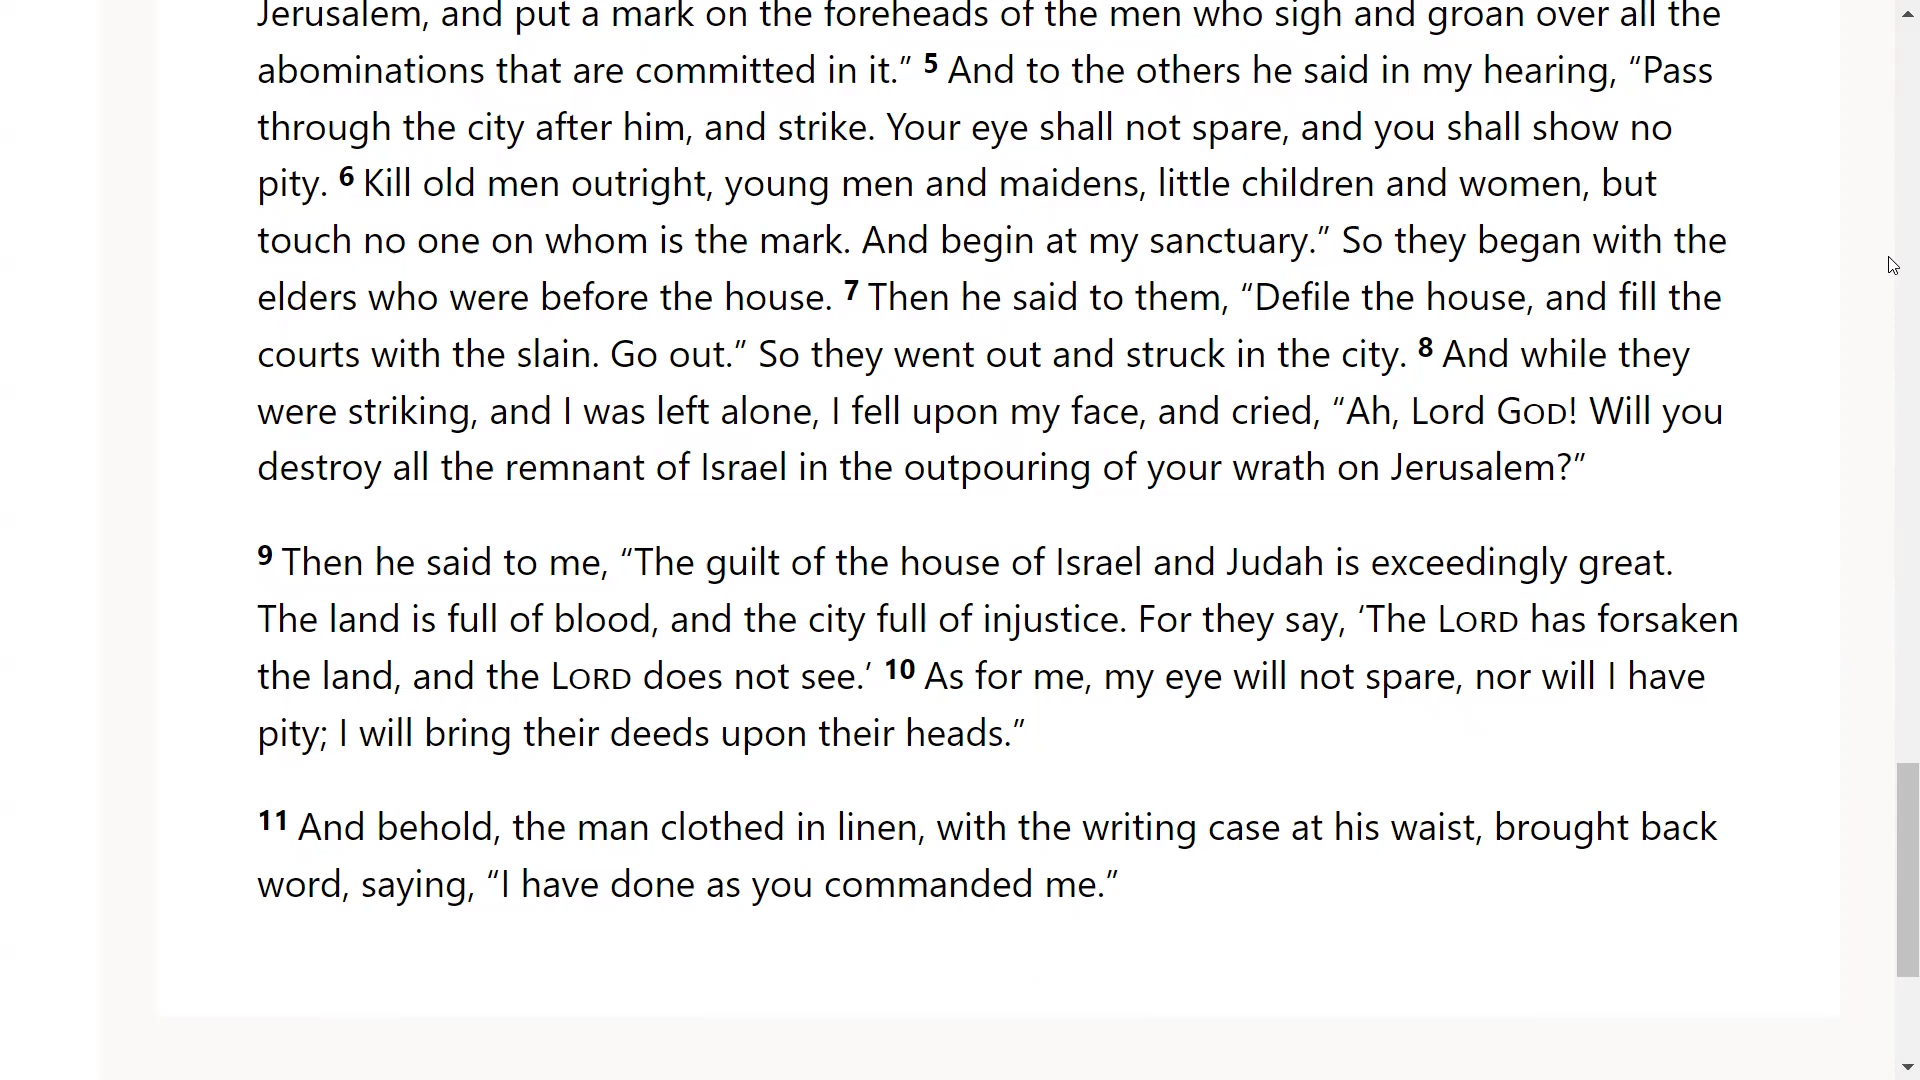 Jerusalem, and put a mark on the foreheads of the men who sigh and groan over all the
abominations that are committed in it.” 5 And to the others he said in my hearing, “Pass
through the city after him, and strike. Your eye shall not spare, and you shall show no
pity. 6 Kill old men outright, young men and maidens, little children and women, but
touch no one on whom is the mark. And begin at my sanctuary.” So they began with the
elders who were before the house. 7 Then he said to them, “Defile the house, and fill the
courts with the slain. Go out.” So they went out and struck in the city. 8 And while they
were striking, and I was left alone, I fell upon my face, and cried, “Ah, Lord GOD! Will you
destroy all the remnant of Israel in the outpouring of your wrath on Jerusalem?”
9 Then he said to me, “The guilt of the house of Israel and Judah is exceedingly great.
The land is full of blood, and the city full of injustice. For they say, ‘The LORD has forsaken
the land, and the LORD does not see.’ 10 As for me, my eye will not spare, nor will I have
pity; I will bring their deeds upon their heads.”
11 And behold, the man clothed in linen, with the writing case at his waist, brought back
word, saying, “I have done as you commanded me.”